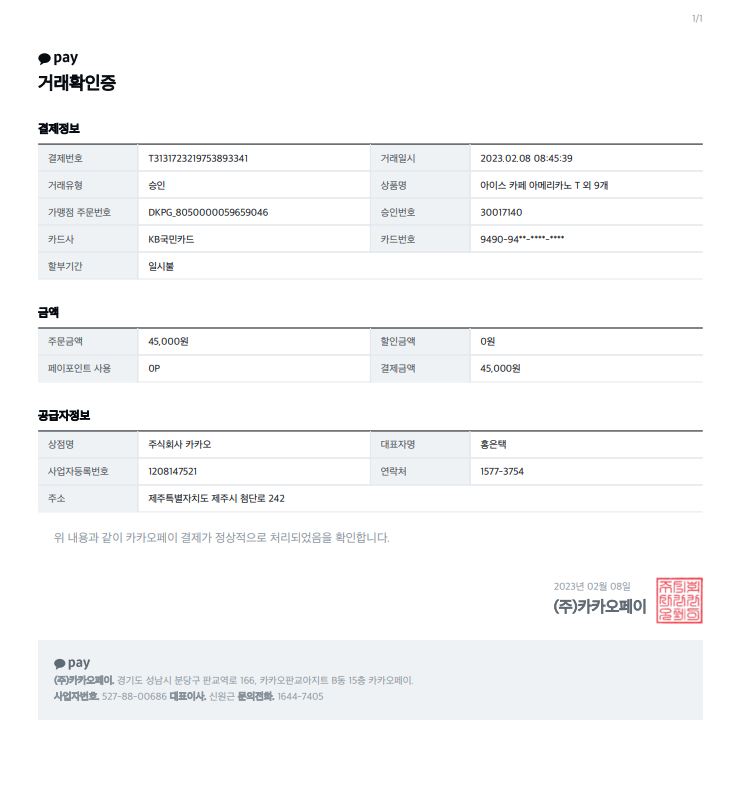 1/1
pay
거래확인증
결제정보
결제번호 T3131723219753893341 거래일시 2023.02.08 08:45:39
거래유형 승인 상품명 아이스 카페 아메리카노 T 외 9개
가맹점 주문번호 DKPG_8050000059659046 승인번호 30017140
카드사 KB국민카드 카드번호 9490-94**-****-****
할부기간 일시불
금액
주문금액 45,000원 할인금액 0원
페이포인트 사용 0P 결제금액 45,000원
공급자정보
상점명 주식회사 카카오 대표자명 홍은택
사업자등록번호 1208147521 연락처 1577-3754
주소 제주특별자치도 제주시 첨단로 242
위 내용과 같이 카카오페이 결제가 정상적으로 처리되었음을 확인합니다.
2023년 02월 08일
(주)카카오페이
pay
(주)카카오페이. 경기도 성남시 분당구 판교역로 166, 카카오판교아지트 B동 15층 카카오페이.
사업자번호. 527-88-00686 대표이사. 신원근 문의전화. 1644-7405